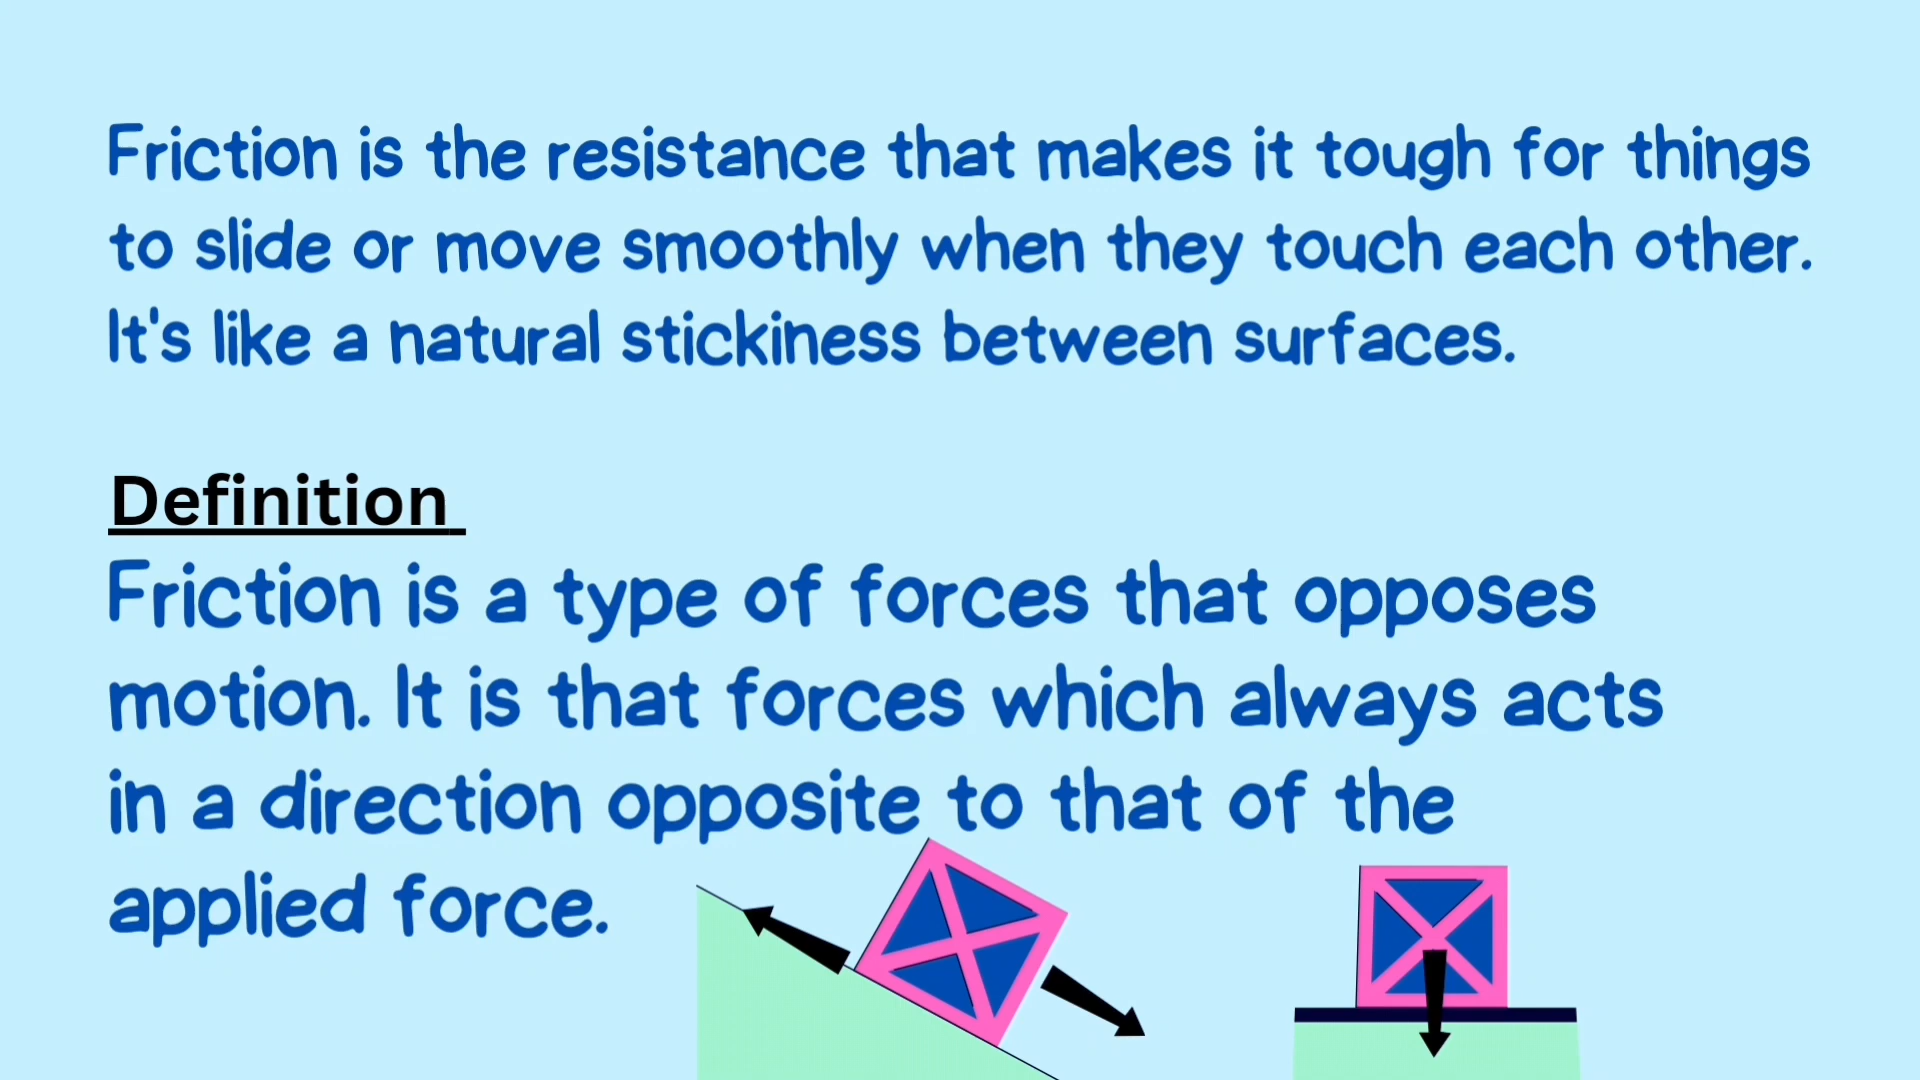 Friction is the resistance that makes it tough for things
to slide or move smoothly when they touch each other.
It's like a natural stickiness between surfaces.
Definition
Friction is a type of forces that opposes
motion. It is that forces which always acts
in a direction opposite to that of the
applied force.